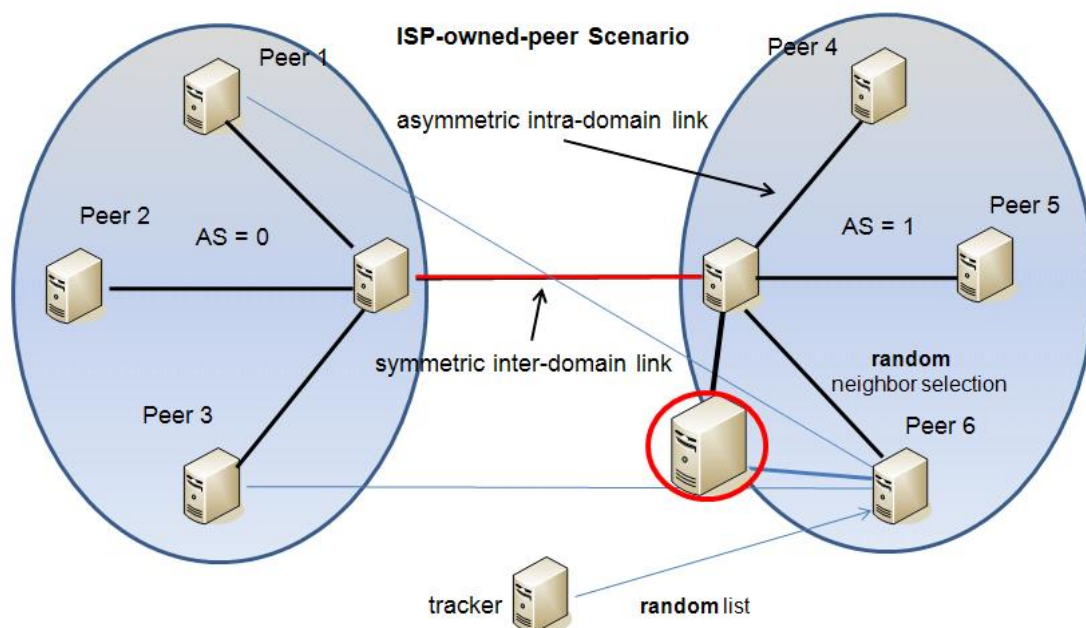 ISP-owned-peer Scenario
Peer 1
Peer 4
asymmetric intra-domain link
Peer 2
AS = 0
Peer 5
AS = 1
symmetric inter-domain link
random
neighbor selection
Peer 3
Peer 6
tracker
random list